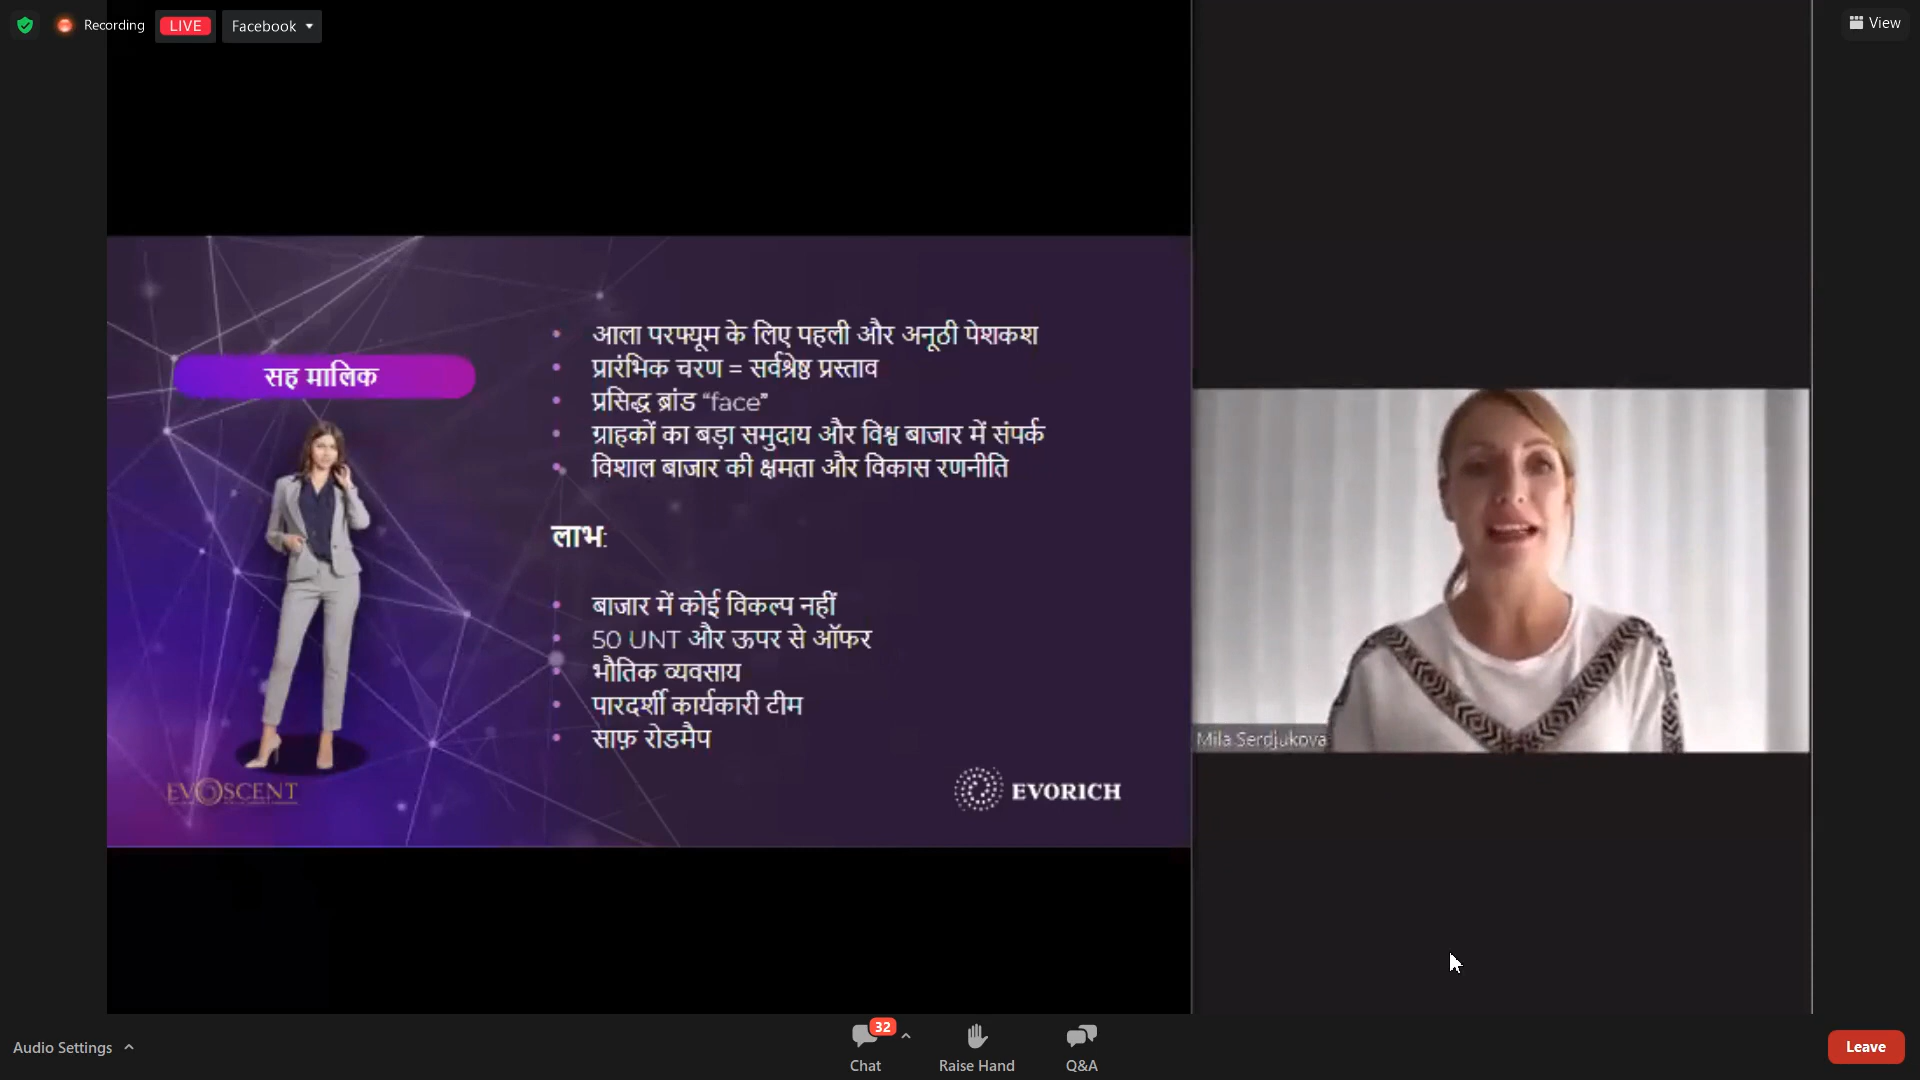 Recording
LIVE
Facebook
View
सह मालिक
• आला परफ्यूम के लिए पहली और अनूठी पेशकश
• प्रारंभिक चरण = सर्वश्रेष्ठ प्रस्ताव
• प्रसिद्ध ब्रांड “face”
• ग्राहकों का बड़ा समुदाय और विश्व बाजार में संपर्क
• विशाल बाजार की क्षमता और विकास रणनीति
लाभ:
• बाजार में कोई विकल्प नहीं
• 50 UNT और ऊपर से ऑफर
• भौतिक व्यवसाय
• पारदर्शी कार्यकारी टीम
• साफ़ रोडमैप
EVOSCENT
EVORICH
Mila Serdjukova
Audio Settings
32
Chat
Raise Hand
Q&A
Leave